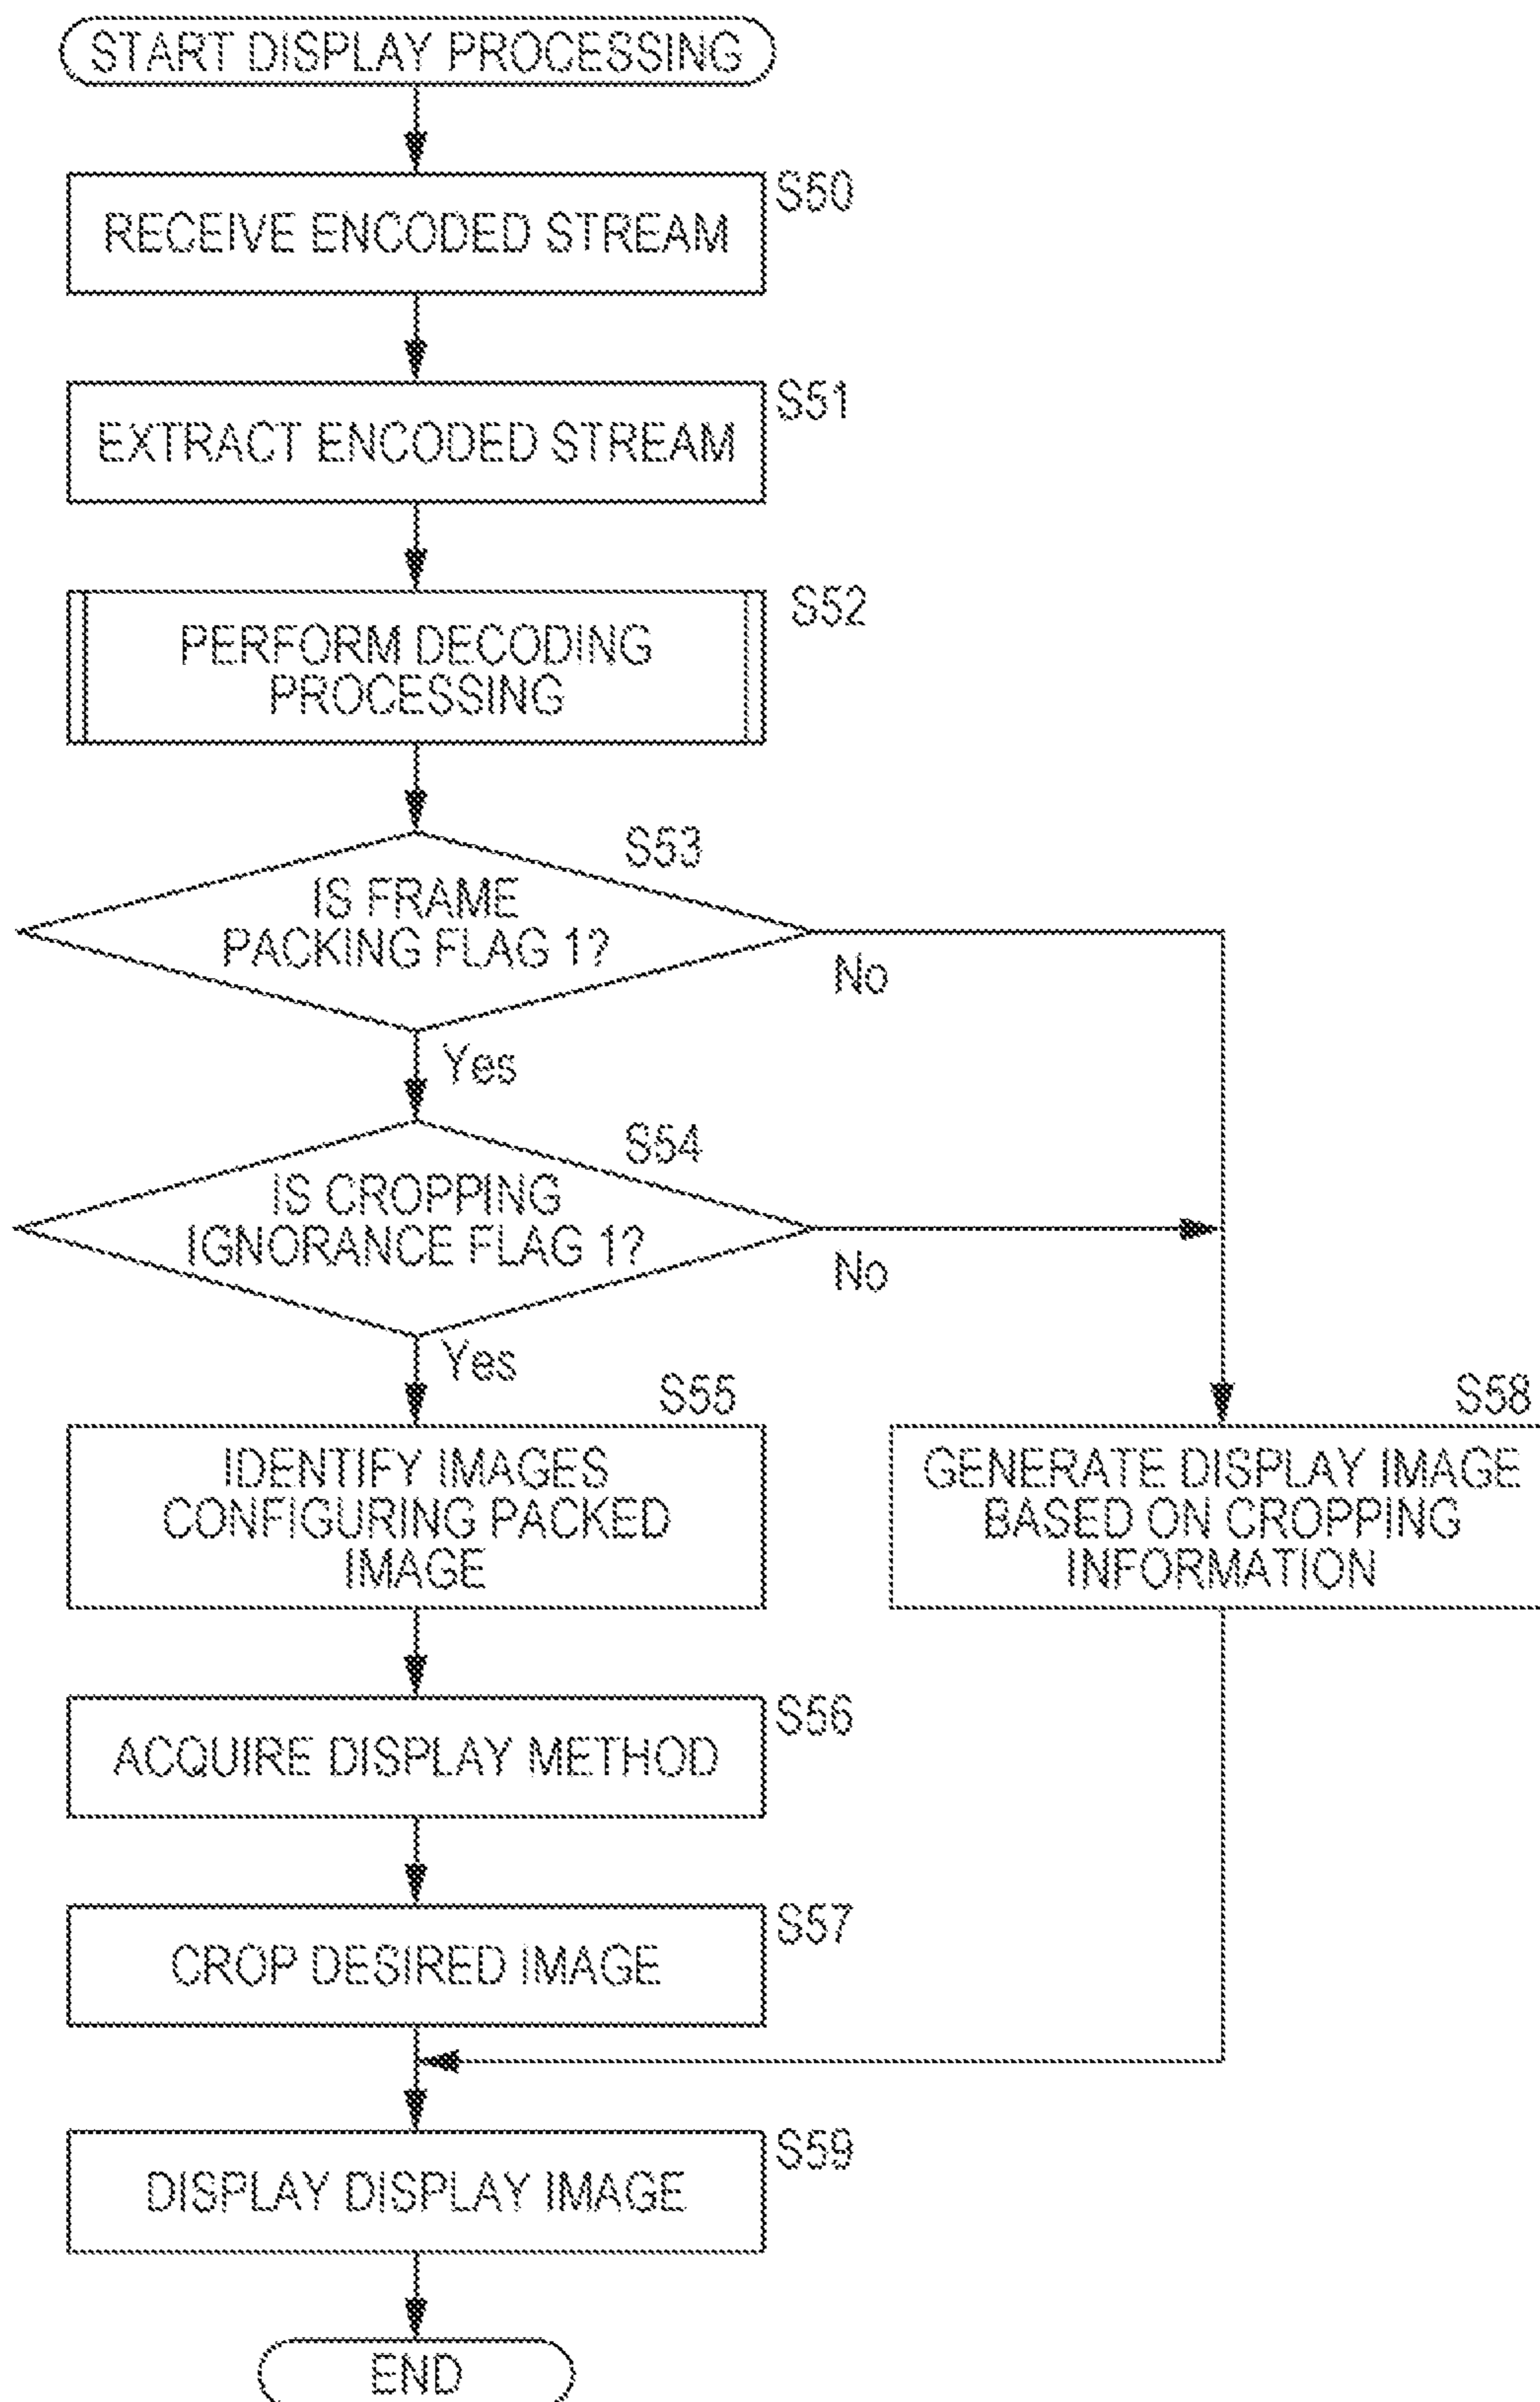 START DISPLAY PROCESSING
S50
RECEIVE ENCODED STREAM
S51
EXTRACT ENCODED STREAM
S52
PERFORM DECODING
PROCESSING
S53
IS FRAME
PACKING FLAG 1?
No
Yes
S54
IS CROPPING
IGNORANCE FLAG 1?
No
Yes
S55
IDENTIFY IMAGES
CONFIGURING PACKED
IMAGE
S58
GENERATE DISPLAY IMAGE
BASED ON CROPPING
INFORMATION
S56
ACQUIRE DISPLAY METHOD
S57
CROP DESIRED IMAGE
S59
DISPLAY DISPLAY IMAGE
END